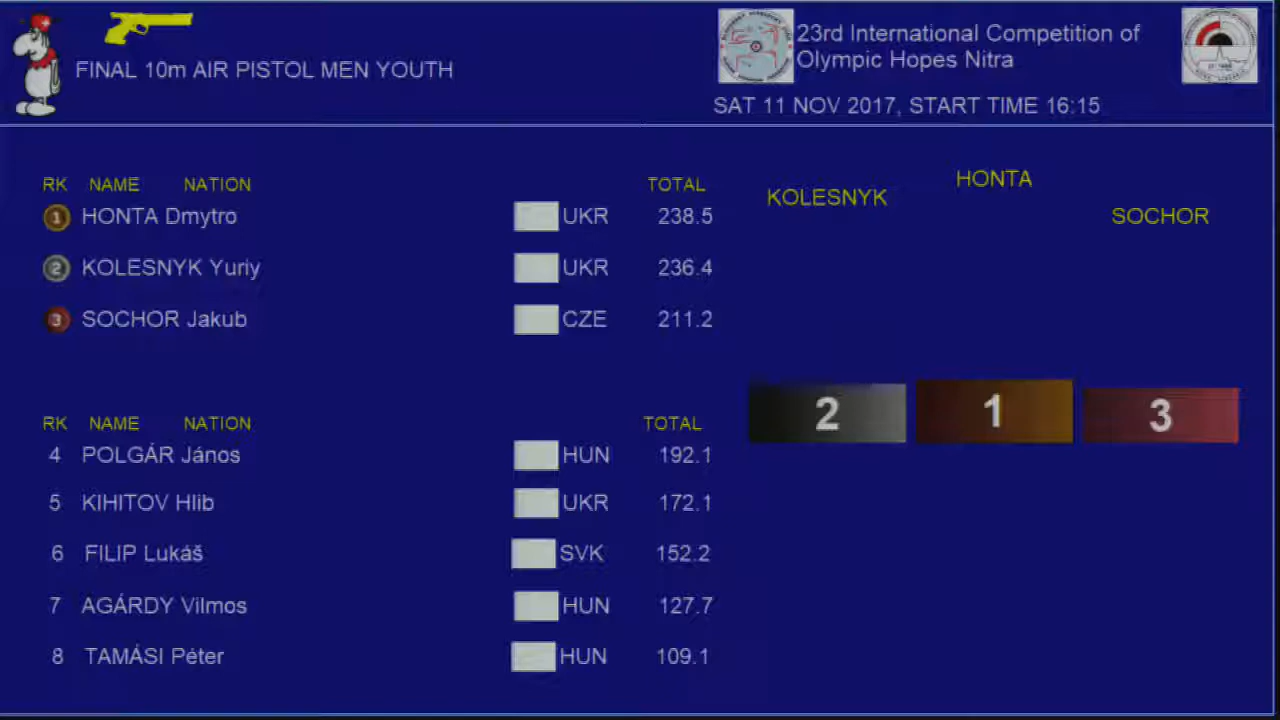 FINAL 10m AIR PISTOL MEN YOUTH
23rd International Competition of
Olympic Hopes Nitra
SAT 11 NOV 2017, START TIME 16:15
RK NAME NATION TOTAL
1 HONTA Dmytro UKR 238.5
2 KOLESNYK Yuriy UKR 236.4
3 SOCHOR Jakub CZE 211.2
RK NAME NATION TOTAL
4 POLGÁR János HUN 192.1
5 KIHITOV Hlib UKR 172.1
6 FILIP Lukáš SVK 152.2
7 AGÁRDY Vilmos HUN 127.7
8 TAMÁSI Péter HUN 109.1
KOLESNYK HONTA SOCHOR
2 1 3